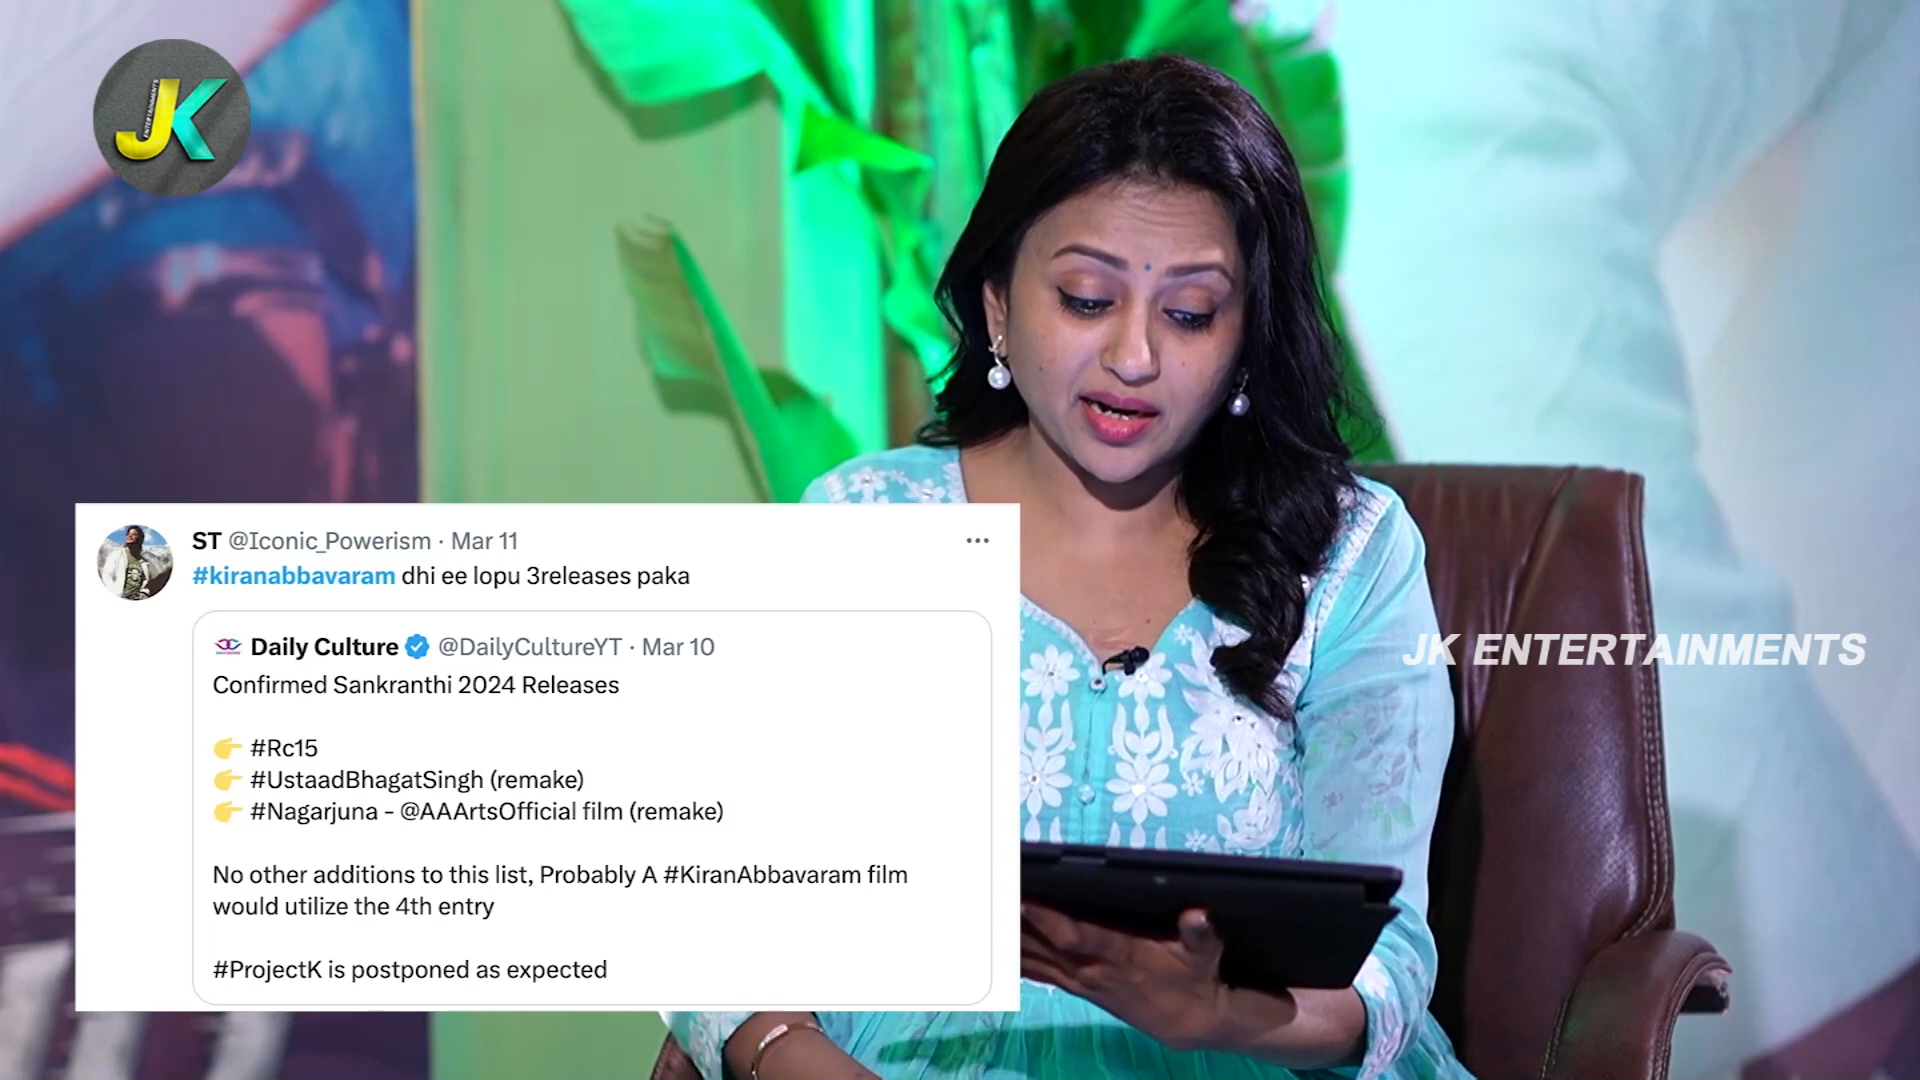 JK
ENTERTAINMENTS
ST @Iconic_Powerism · Mar 11
#kiranabbavaram dhi ee lopu 3releases paka
Daily Culture @DailyCultureYT · Mar 10
Confirmed Sankranthi 2024 Releases
👉 #Rc15
👉 #UstaadBhagatSingh (remake)
👉 #Nagarjuna - @AAArtsOfficial film (remake)
No other additions to this list, Probably A #KiranAbbavaram film
would utilize the 4th entry
#ProjectK is postponed as expected
JK ENTERTAINMENTS